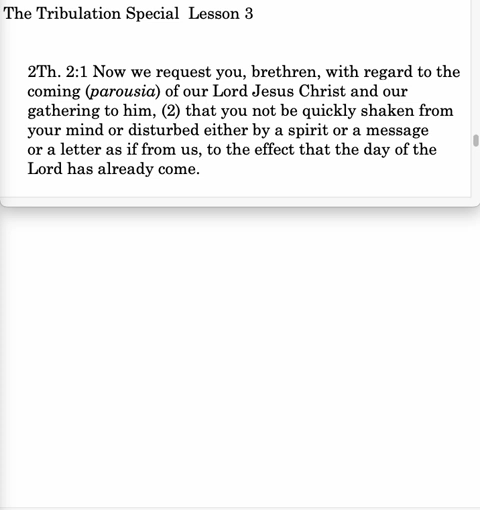 The Tribulation Special  Lesson 3
2Th. 2:1 Now we request you, brethren, with regard to the
coming (parousia) of our Lord Jesus Christ and our
gathering to him, (2) that you not be quickly shaken from
your mind or disturbed either by a spirit or a message
or a letter as if from us, to the effect that the day of the
Lord has already come.